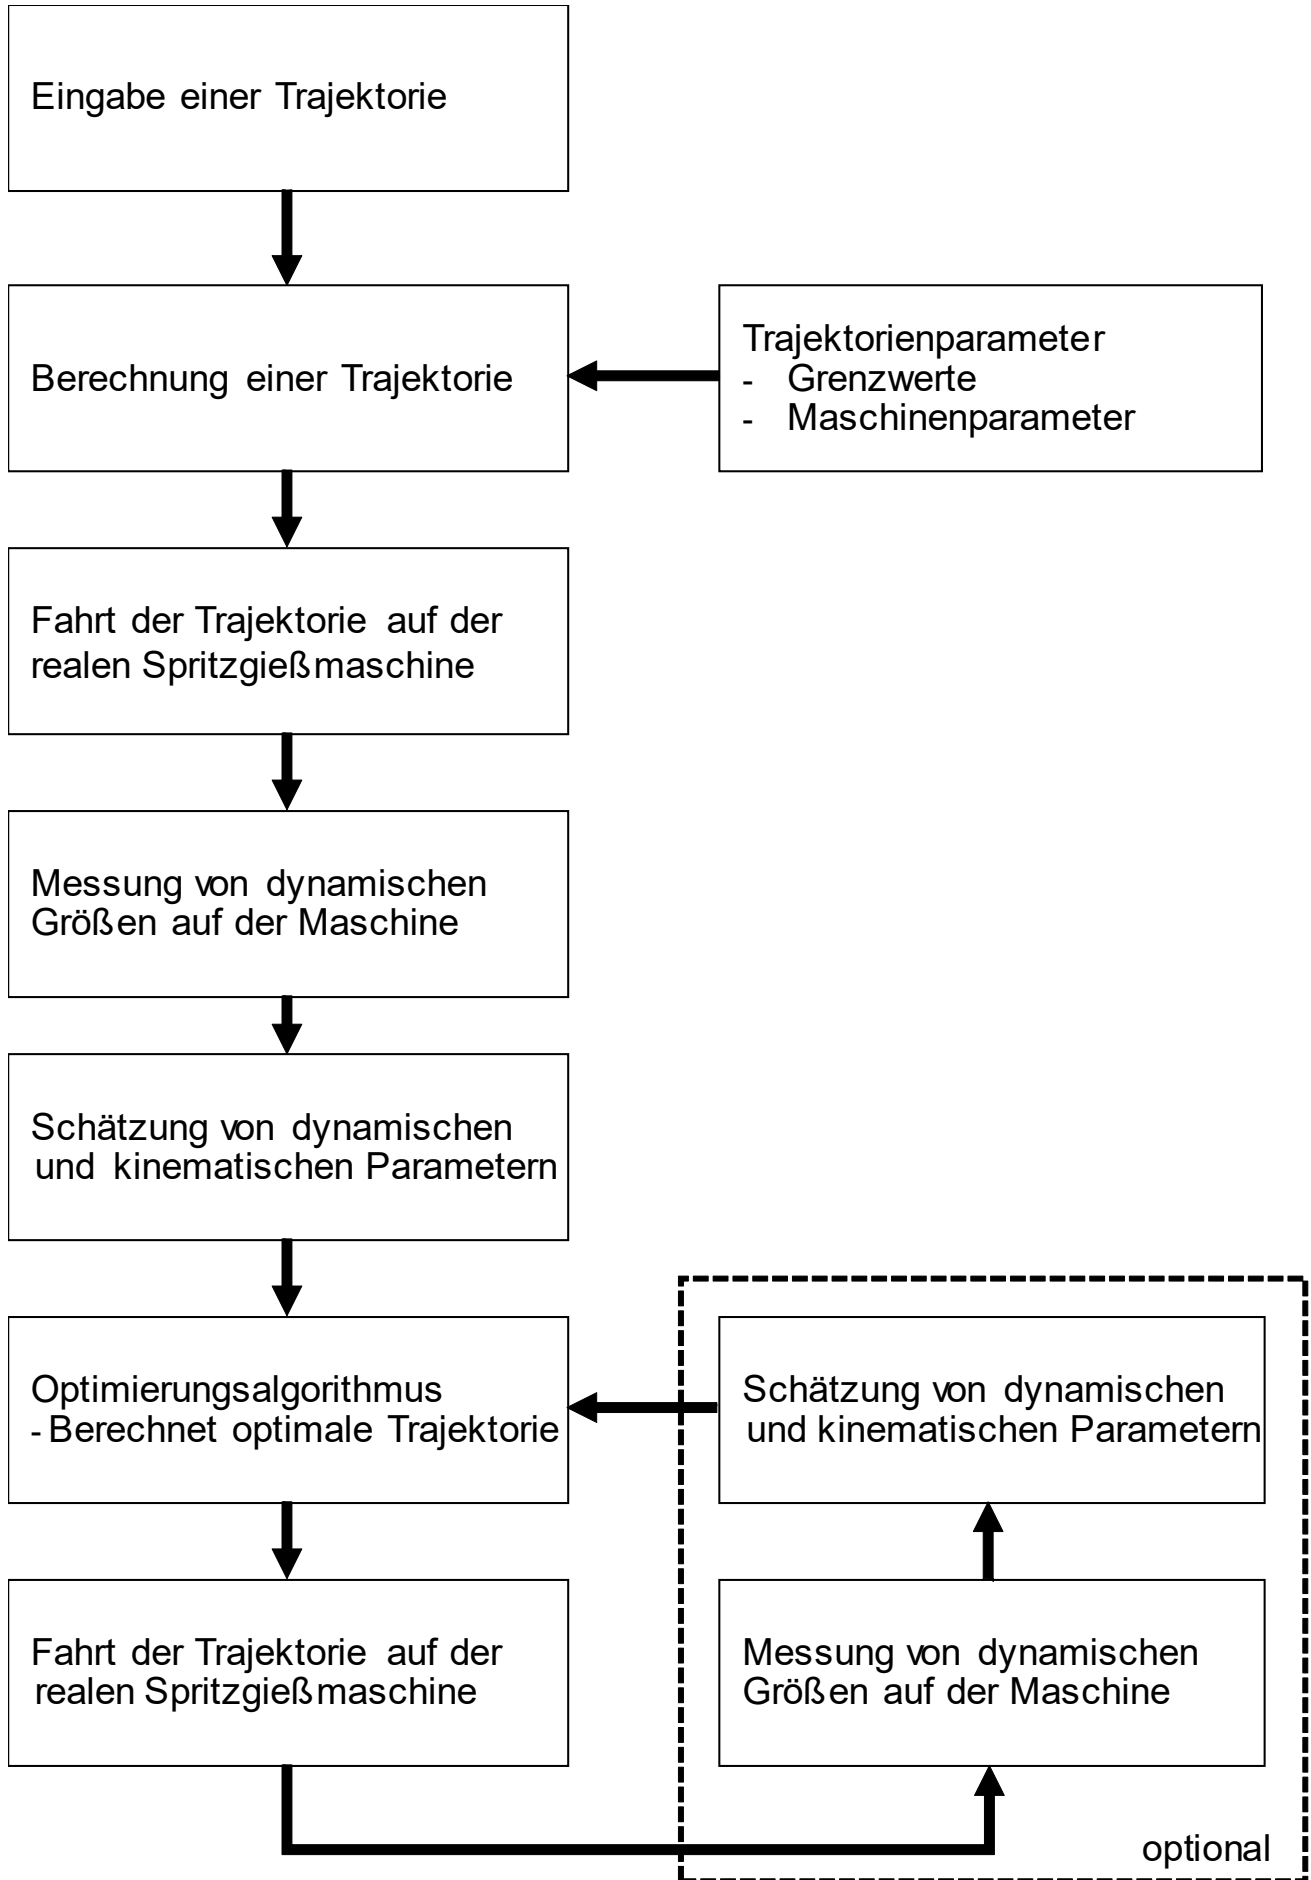 Eingabe einer Trajektorie
Berechnung einer Trajektorie
Trajektorienparameter
- Grenzwerte
- Maschinenparameter
Fahrt der Trajektorie auf der
realen Spritzgießmaschine
Messung von dynamischen
Größen auf der Maschine
Schätzung von dynamischen
und kinematischen Parametern
Optimierungsalgorithmus
- Berechnet optimale Trajektorie
Schätzung von dynamischen
und kinematischen Parametern
Fahrt der Trajektorie auf der
realen Spritzgießmaschine
Messung von dynamischen
Größen auf der Maschine
optional